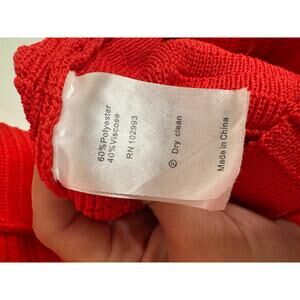 60%Polyester
40%Viscose
RN 102993
Ⓟ Dry clean
Made in China